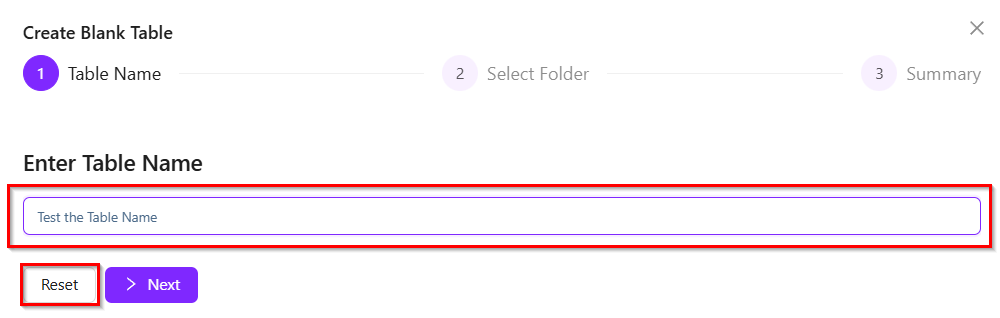 Create Blank Table
1 Table Name 2 Select Folder 3 Summary
Enter Table Name
Test the Table Name
Reset Next